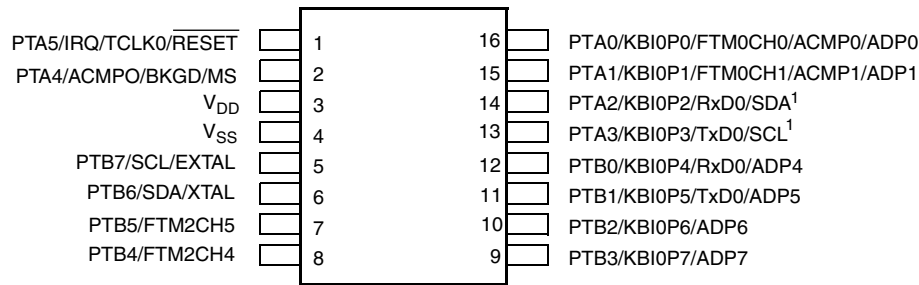 PTA5/IRQ/TCLK0/RESET 1 16 PTA0/KBI0P0/FTM0CH0/ACMP0/ADP0
PTA4/ACMPO/BKGD/MS 2 15 PTA1/KBI0P1/FTM0CH1/ACMP1/ADP1
VDD 3 14 PTA2/KBI0P2/RxD0/SDA1
VSS 4 13 PTA3/KBI0P3/TxD0/SCL1
PTB7/SCL/EXTAL 5 12 PTB0/KBI0P4/RxD0/ADP4
PTB6/SDA/XTAL 6 11 PTB1/KBI0P5/TxD0/ADP5
PTB5/FTM2CH5 7 10 PTB2/KBI0P6/ADP6
PTB4/FTM2CH4 8 9 PTB3/KBI0P7/ADP7